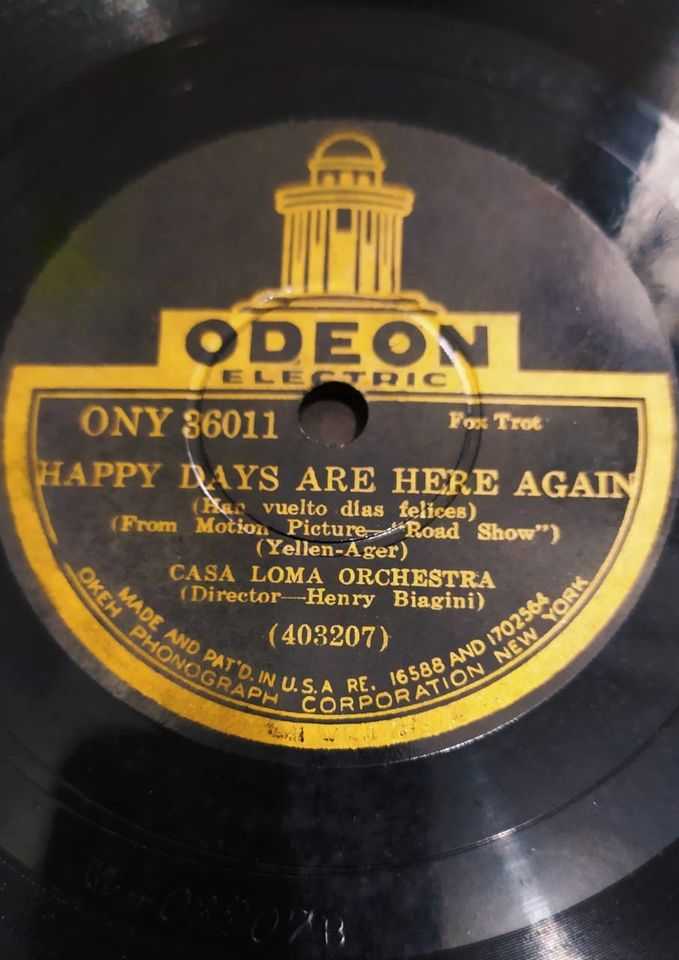 ODEON
ELECTRIC
ONY 36011
Fox Trot
HAPPY DAYS ARE HERE AGAIN
(Han vuelto días felices)
(From Motion Picture—"Road Show")
(Yellen-Ager)
CASA LOMA ORCHESTRA
(Director—Henry Biagini)
(403207)
MADE AND PAT'D. IN U.S.A RE. 16588 AND 1702564
OKEH PHONOGRAPH CORPORATION NEW YORK